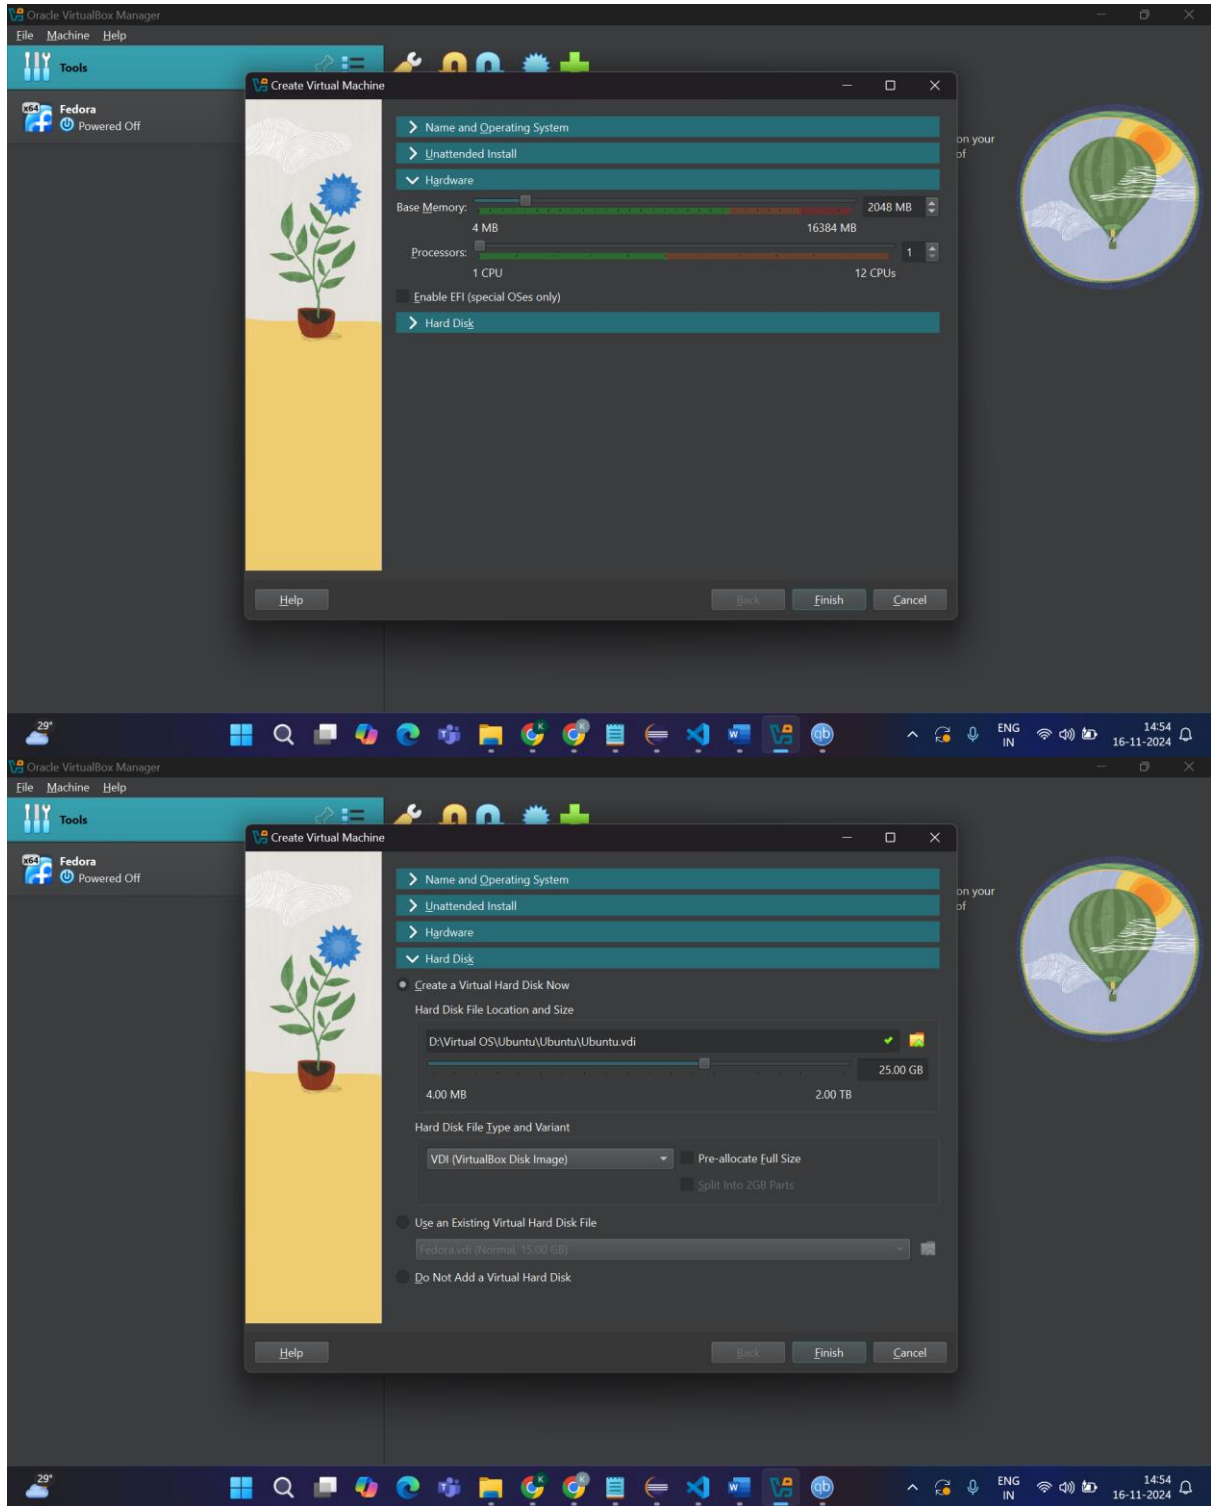 Oracle VirtualBox Manager
File Machine Help
Tools
Create Virtual Machine
x64
Fedora
Powered Off
Name and Operating System
on your
Unattended Install
of
Hardware
Base Memory:
2048 MB
4 MB
16384 MB
Processors:
1
1 CPU
12 CPUs
Enable EFI (special OSes only)
Hard Disk
Help
Back
Finish
Cancel
29°
ENG
IN
14:54
16-11-2024
Oracle VirtualBox Manager
File Machine Help
Tools
Create Virtual Machine
x64
Fedora
Powered Off
Name and Operating System
on your
Unattended Install
of
Hardware
Hard Disk
Create a Virtual Hard Disk Now
Hard Disk File Location and Size
D:\Virtual OS\Ubuntu\Ubuntu\Ubuntu.vdi
25.00 GB
4.00 MB
2.00 TB
Hard Disk File Type and Variant
VDI (VirtualBox Disk Image)
Pre-allocate Full Size
Split Into 2GB Parts
Use an Existing Virtual Hard Disk File
Fedora.vdi (Normal, 15.00 GB)
Do Not Add a Virtual Hard Disk
Help
Back
Finish
Cancel
29°
ENG
IN
14:54
16-11-2024